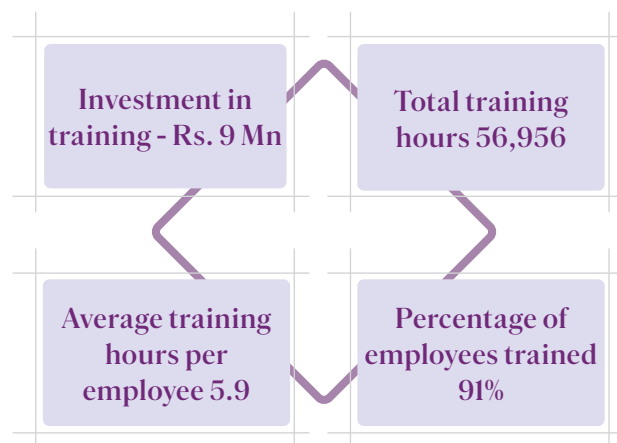 Investment in
training - Rs. 9 Mn
Total training
hours 56,956
Average training
hours per
employee 5.9
Percentage of
employees trained
91%